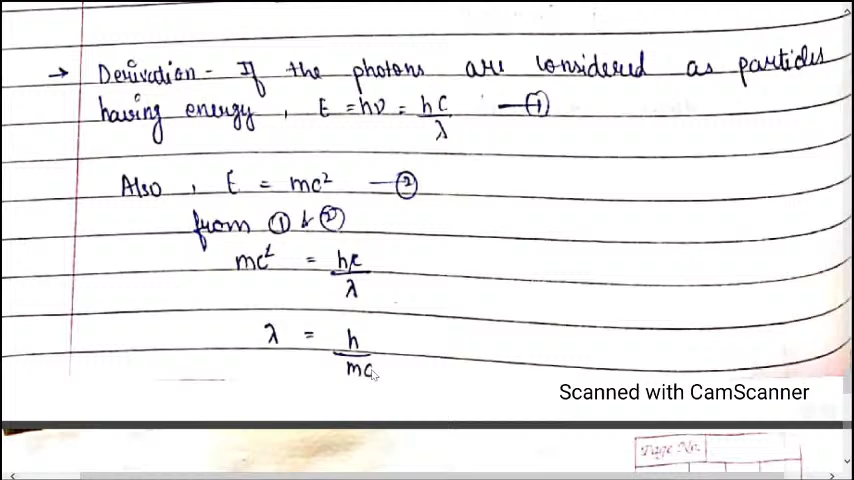 → Derivation - If the photons are considered as particles
having energy, E = hν = hc/λ —①
Also, E = mc² —②
from ① & ②
mc² = hc/λ
λ = h/mc
Scanned with CamScanner
Page No.